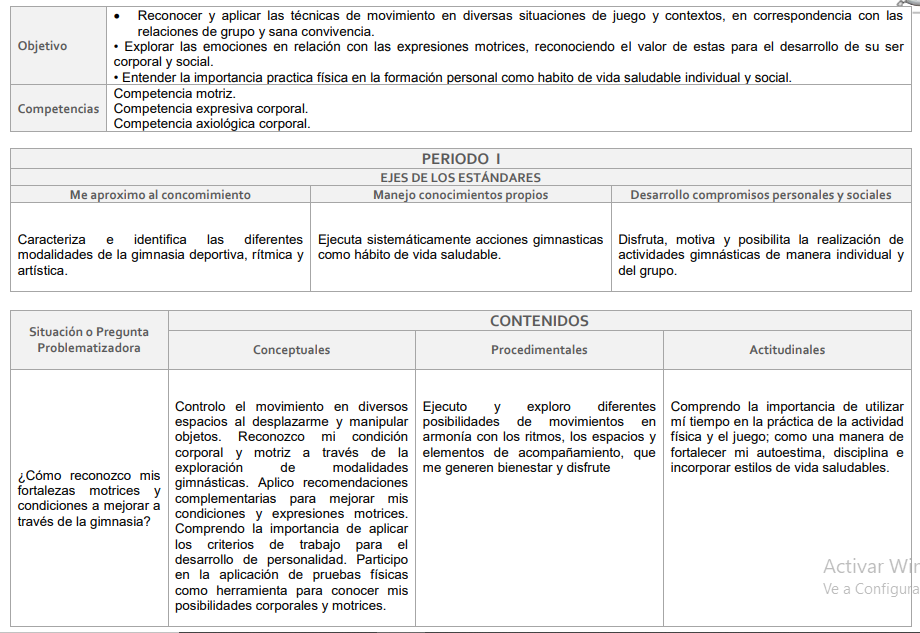 Objetivo
• Reconocer y aplicar las técnicas de movimiento en diversas situaciones de juego y contextos, en correspondencia con las
relaciones de grupo y sana convivencia.
• Explorar las emociones en relación con las expresiones motrices, reconociendo el valor de estas para el desarrollo de su ser
corporal y social.
• Entender la importancia practica física en la formación personal como habito de vida saludable individual y social.
Competencias
Competencia motriz.
Competencia expresiva corporal.
Competencia axiológica corporal.
PERIODO I
EJES DE LOS ESTÁNDARES
Me aproximo al concomimiento
Manejo conocimientos propios
Desarrollo compromisos personales y sociales
Caracteriza e identifica las diferentes
modalidades de la gimnasia deportiva, rítmica y
artística.
Ejecuta sistemáticamente acciones gimnasticas
como hábito de vida saludable.
Disfruta, motiva y posibilita la realización de
actividades gimnásticas de manera individual y
del grupo.
Situación o Pregunta
Problematizadora
CONTENIDOS
Conceptuales
Procedimentales
Actitudinales
¿Cómo reconozco mis
fortalezas motrices y
condiciones a mejorar a
través de la gimnasia?
Controlo el movimiento en diversos
espacios al desplazarme y manipular
objetos. Reconozco mi condición
corporal y motriz a través de la
exploración de modalidades
gimnásticas. Aplico recomendaciones
complementarias para mejorar mis
condiciones y expresiones motrices.
Comprendo la importancia de aplicar
los criterios de trabajo para el
desarrollo de personalidad. Participo
en la aplicación de pruebas físicas
como herramienta para conocer mis
posibilidades corporales y motrices.
Ejecuto y exploro diferentes
posibilidades de movimientos en
armonía con los ritmos, los espacios y
elementos de acompañamiento, que
me generen bienestar y disfrute
Comprendo la importancia de utilizar
mí tiempo en la práctica de la actividad
física y el juego; como una manera de
fortalecer mi autoestima, disciplina e
incorporar estilos de vida saludables.
Activar Win
Ve a Configura